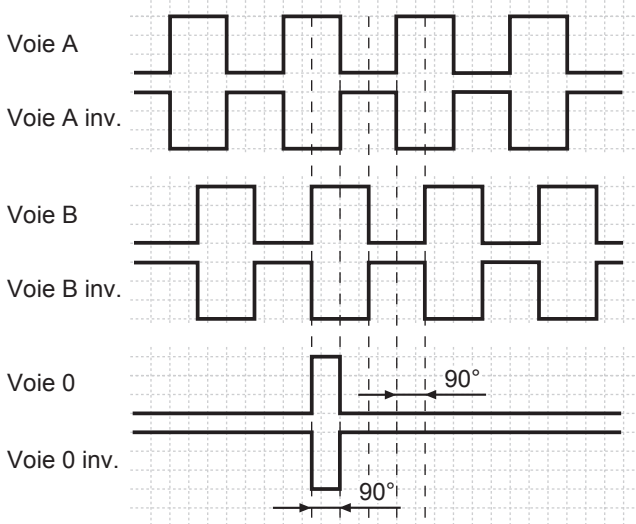 Voie A
Voie A inv.
Voie B
Voie B inv.
Voie 0
90°
Voie 0 inv.
90°